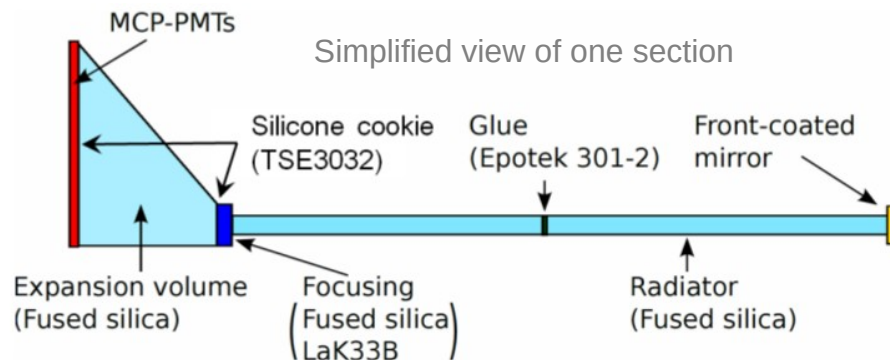 MCP-PMTs
Simplified view of one section
Silicone cookie
(TSE3032)
Glue
(Epotek 301-2)
Front-coated
mirror
Expansion volume
(Fused silica)
Focusing
(Fused silica
LaK33B)
Radiator
(Fused silica)